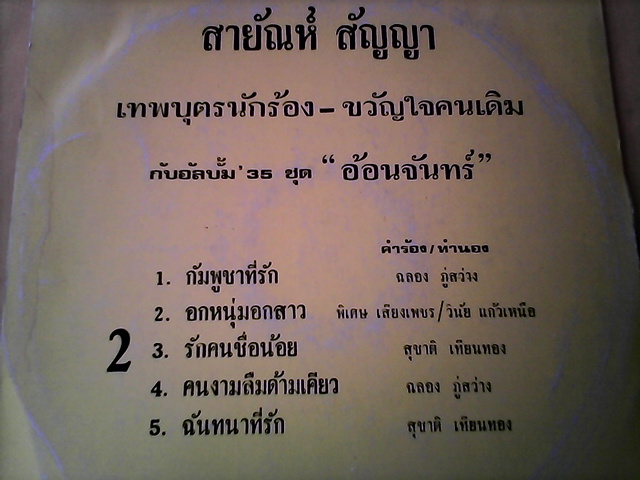 สายัณห์ สัญญา
เทพบุตรนักร้อง – ขวัญใจคนเดิม
กับอัลบั้ม '35 ชุด “อ้อนจันทร์”
คำร้อง/ทำนอง
1. กัมพูชาที่รัก ฉลอง ภู่สว่าง
2. อกหนุ่มอกสาว พิเศษ เสียงเพชร/วินัย แก้วเหนือ
2 3. รักคนชื่อน้อย สุชาติ เทียนทอง
4. คนงามลืมด้ามเคียว ฉลอง ภู่สว่าง
5. ฉันทนาที่รัก สุชาติ เทียนทอง